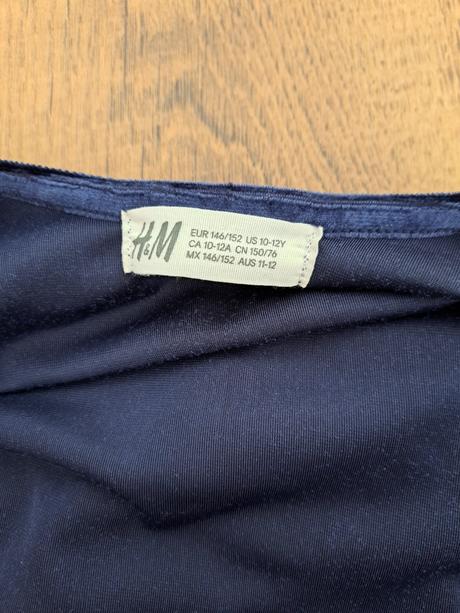 H&M
EUR 146/152 US 10-12Y
CA 10-12A CN 150/76
MX 146/152 AUS 11-12